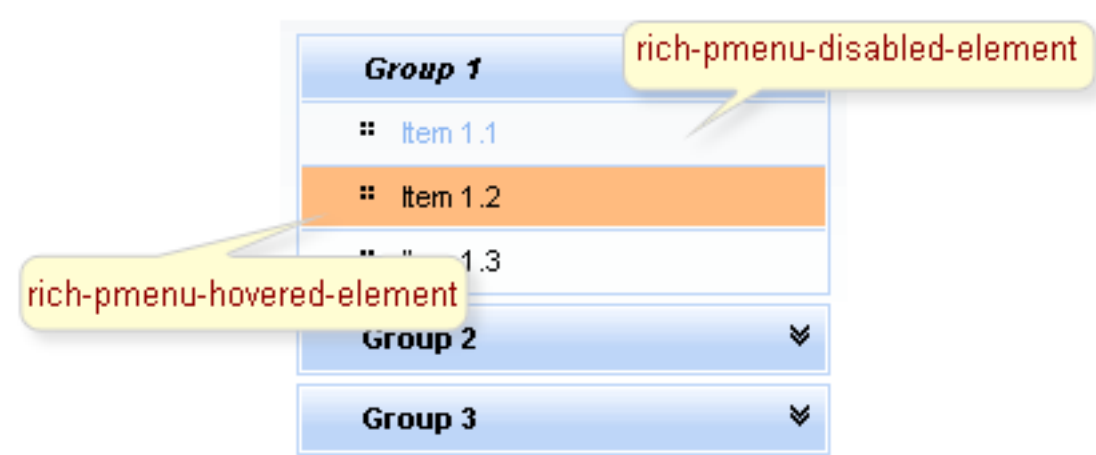 Group 1
rich-pmenu-disabled-element
Item 1.1
Item 1.2
1.3
rich-pmenu-hovered-element
Group 2
Group 3